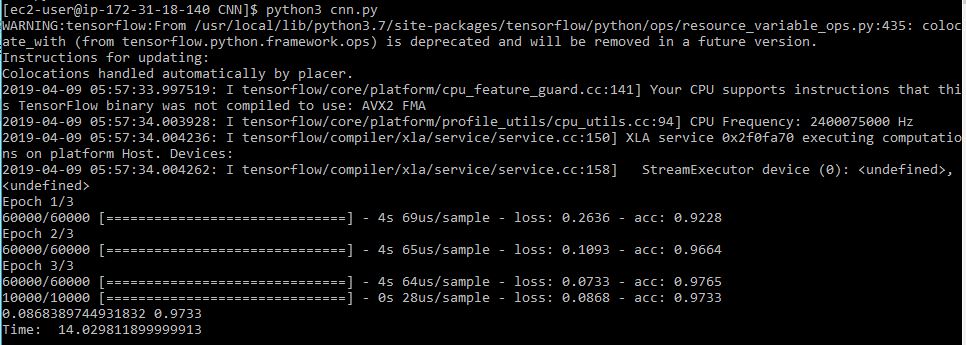 [ec2-user@ip-172-31-18-140 CNN]$ python3 cnn.py
WARNING:tensorflow:From /usr/local/lib/python3.7/site-packages/tensorflow/python/ops/resource_variable_ops.py:435: coloc
ate_with (from tensorflow.python.framework.ops) is deprecated and will be removed in a future version.
Instructions for updating:
Colocations handled automatically by placer.
2019-04-09 05:57:33.997519: I tensorflow/core/platform/cpu_feature_guard.cc:141] Your CPU supports instructions that thi
s TensorFlow binary was not compiled to use: AVX2 FMA
2019-04-09 05:57:34.003928: I tensorflow/core/platform/profile_utils/cpu_utils.cc:94] CPU Frequency: 2400075000 Hz
2019-04-09 05:57:34.004236: I tensorflow/compiler/xla/service/service.cc:150] XLA service 0x2f0fa70 executing computatio
ns on platform Host. Devices:
2019-04-09 05:57:34.004262: I tensorflow/compiler/xla/service/service.cc:158]   StreamExecutor device (0): <undefined>,
<undefined>
Epoch 1/3
60000/60000 [==============================] - 4s 69us/sample - loss: 0.2636 - acc: 0.9228
Epoch 2/3
60000/60000 [==============================] - 4s 65us/sample - loss: 0.1093 - acc: 0.9664
Epoch 3/3
60000/60000 [==============================] - 4s 64us/sample - loss: 0.0733 - acc: 0.9765
10000/10000 [==============================] - 0s 28us/sample - loss: 0.0868 - acc: 0.9733
0.0868389744931832 0.9733
Time:  14.029811899999913